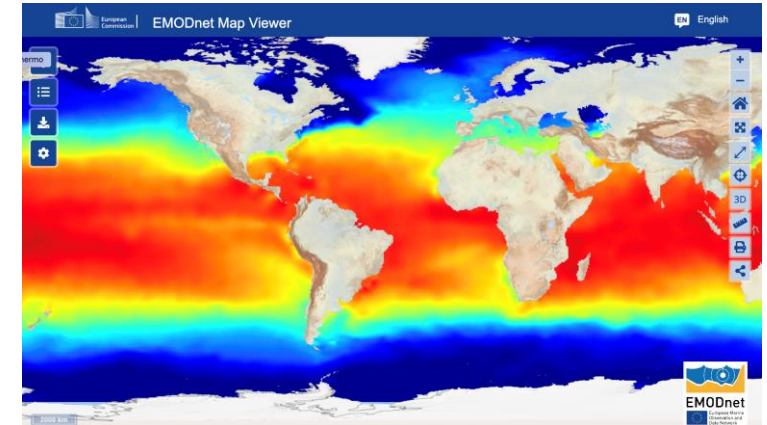 European
Commission
EMODnet Map Viewer
EN English
hermo
3D
2000 km
EMODnet
European Marine
Observation and
Data Network